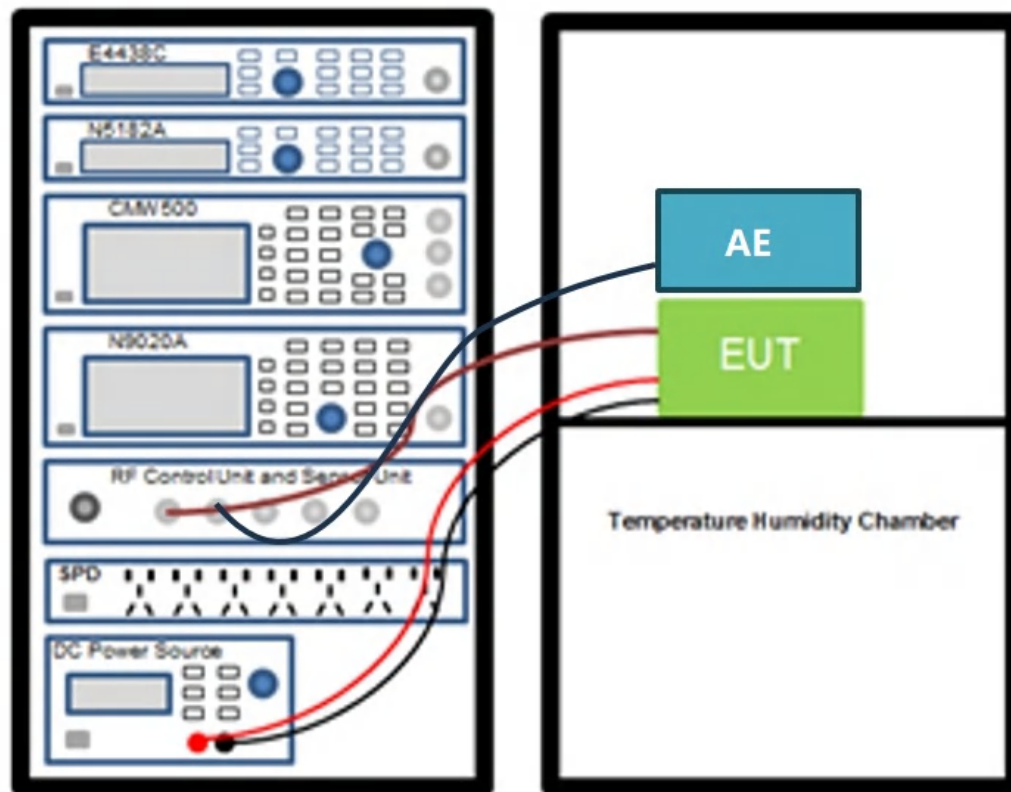 E4438C
N5182A
CMW500
N9020A
RF Control Unit and Sensor Unit
SPD
DC Power Source
AE
EUT
Temperature Humidity Chamber